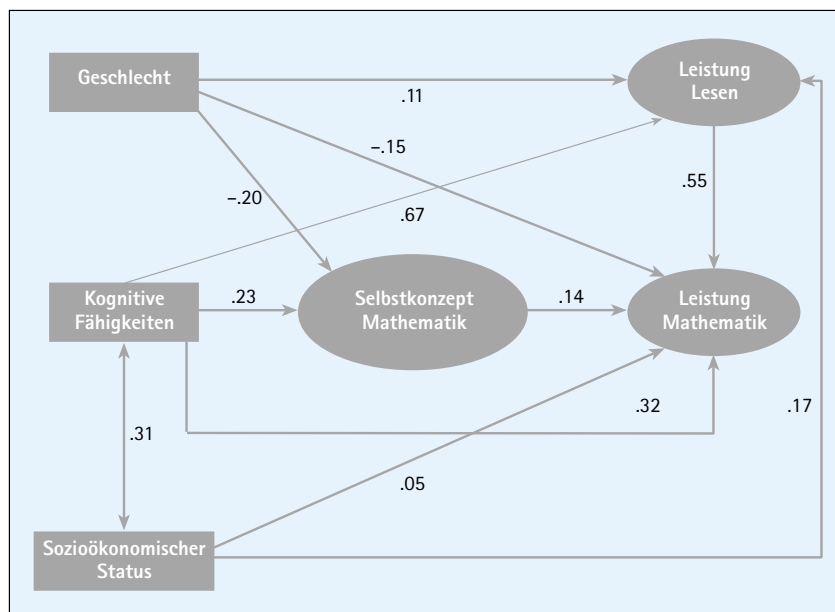 Geschlecht
Leistung
Lesen
.11
–.15
–.20
.55
.67
Kognitive
Fähigkeiten
.23
Selbstkonzept
Mathematik
.14
Leistung
Mathematik
.32
.17
.31
.05
Sozioökonomischer
Status